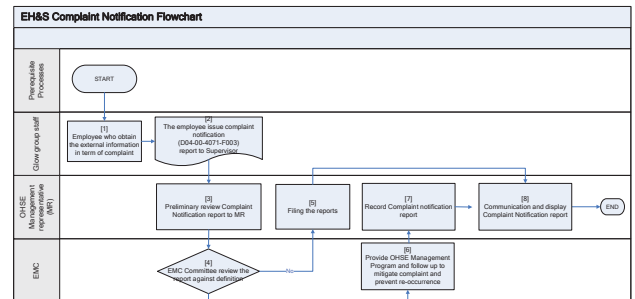 EH&S Complaint Notification Flowchart
Prerequisite
Processes
START
Glow group staff
[1]
Employee who obtain
the external information
in term of complaint
[2]
The employee issue complaint
notification
(D04-00-4071-F003)
report to Supervisor
OHSE
Management
representative
(MR)
[3]
Preliminary review Complaint
Notification report to MR
[5]
Filing the reports
[7]
Record Complaint notification
report
[8]
Communication and display
Complaint Notification report
END
EMC
[4]
EMC Committee review the
report against definition
No
[6]
Provide OHSE Management
Program and follow up to
mitigate complaint and
prevent re-occurrence